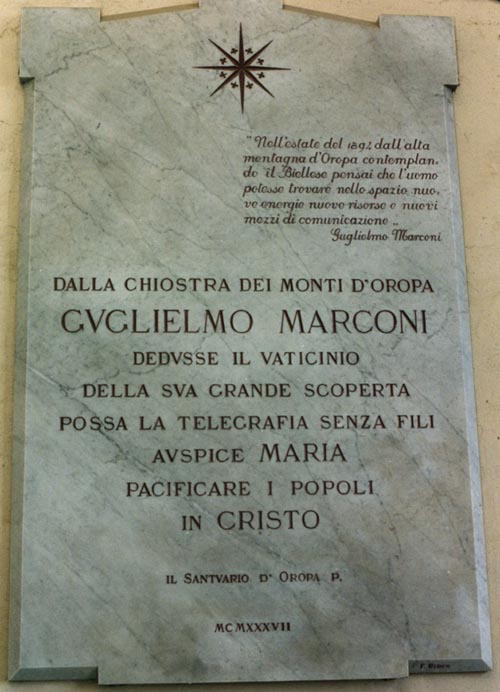 "Nell'estate del 1894 dall'alta
montagna d'Oropa contemplan,
do il Biellese pensai che l'uomo
potesse trovare nello spazio nuo,
ve energie nuove risorse e nuovi
mezzi di comunicazione„
Guglielmo Marconi
DALLA CHIOSTRA DEI MONTI D'OROPA
GVGLIELMO MARCONI
DEDVSSE IL VATICINIO
DELLA SVA GRANDE SCOPERTA
POSSA LA TELEGRAFIA SENZA FILI
AVSPICE MARIA
PACIFICARE I POPOLI
IN CRISTO
IL SANTVARIO D'OROPA P.
MCMXXXVII